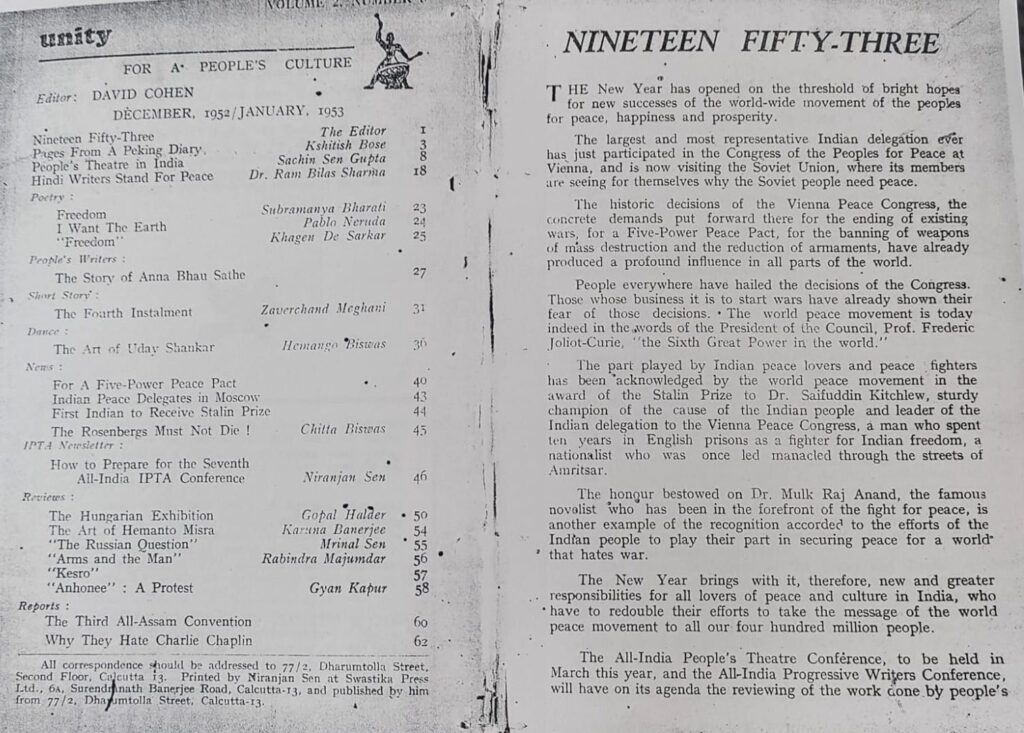 VOLUME 2, NUMBER
unity
FOR A PEOPLE'S CULTURE
Editor: DAVID COHEN
DECEMBER, 1952/JANUARY, 1953
Nineteen Fifty-Three The Editor 1
Pages From A Peking Diary, Kshitish Bose 3
People's Theatre in India Sachin Sen Gupta 8
Hindi Writers Stand For Peace Dr. Ram Bilas Sharma 18
Poetry :
Freedom Subramanya Bharati 23
I Want The Earth Pablo Neruda 24
"Freedom" Khagen De Sarkar 25
People's Writers :
The Story of Anna Bhau Sathe 27
Short Story :
The Fourth Instalment Zaverchand Meghani 31
Dance :
The Art of Uday Shankar Hemango Biswas 36
News :
For A Five-Power Peace Pact 40
Indian Peace Delegates in Moscow 43
First Indian to Receive Stalin Prize 44
The Rosenbergs Must Not Die ! Chitta Biswas 45
IPTA Newsletter :
How to Prepare for the Seventh
All-India IPTA Conference Niranjan Sen 46
Reviews :
The Hungarian Exhibition Gopal Halder 50
The Art of Hemanto Misra Karuna Banerjee 54
"The Russian Question" Mrinal Sen 55
"Arms and the Man" Rabindra Majumdar 56
"Kesro" 57
"Anhonee" : A Protest Gyan Kapur 58
Reports :
The Third All-Assam Convention 60
Why They Hate Charlie Chaplin 62
All correspondence should be addressed to 77/2, Dharumtolla Street,
Second Floor, Calcutta 13. Printed by Niranjan Sen at Swastika Press
Ltd., 6A, Surendranath Banerjee Road, Calcutta-13, and published by him
from 77/2, Dharumtolla Street, Calcutta-13.
NINETEEN FIFTY-THREE
THE New Year has opened on the threshold of bright hopes
for new successes of the world-wide movement of the peoples
for peace, happiness and prosperity.
The largest and most representative Indian delegation ever
has just participated in the Congress of the Peoples for Peace at
Vienna, and is now visiting the Soviet Union, where its members
are seeing for themselves why the Soviet people need peace.
The historic decisions of the Vienna Peace Congress, the
concrete demands put forward there for the ending of existing
wars, for a Five-Power Peace Pact, for the banning of weapons
of mass destruction and the reduction of armaments, have already
produced a profound influence in all parts of the world.
People everywhere have hailed the decisions of the Congress.
Those whose business it is to start wars have already shown their
fear of those decisions. The world peace movement is today
indeed in the words of the President of the Council, Prof. Frederic
Joliot-Curie, "the Sixth Great Power in the world."
The part played by Indian peace lovers and peace fighters
has been acknowledged by the world peace movement in the
award of the Stalin Prize to Dr. Saifuddin Kitchlew, sturdy
champion of the cause of the Indian people and leader of the
Indian delegation to the Vienna Peace Congress, a man who spent
ten years in English prisons as a fighter for Indian freedom, a
nationalist who was once led manacled through the streets of
Amritsar.
The honour bestowed on Dr. Mulk Raj Anand, the famous
novelist who has been in the forefront of the fight for peace, is
another example of the recognition accorded to the efforts of the
Indian people to play their part in securing peace for a world
that hates war.
The New Year brings with it, therefore, new and greater
responsibilities for all lovers of peace and culture in India, who
have to redouble their efforts to take the message of the world
peace movement to all our four hundred million people.
The All-India People's Theatre Conference, to be held in
March this year, and the All-India Progressive Writers Conference,
will have on its agenda the reviewing of the work done by people's